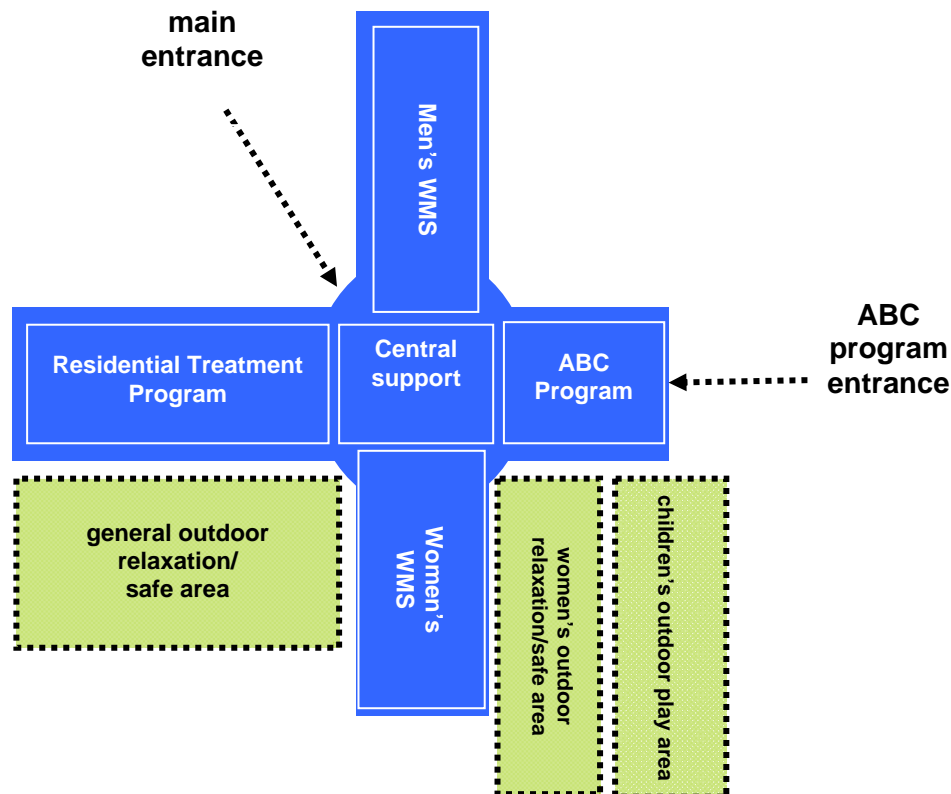 main
entrance
Men's WMS
Residential Treatment
Program
Central
support
ABC
Program
ABC
program
entrance
general outdoor
relaxation/
safe area
Women's
WMS
women's outdoor
relaxation/safe area
children's outdoor play area